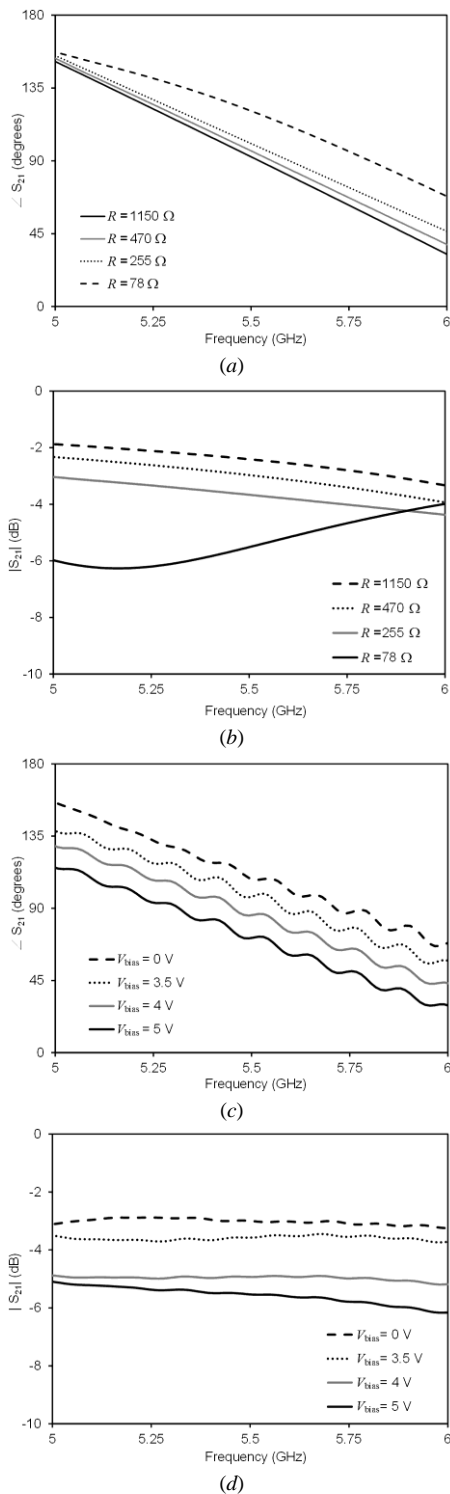 180
135
90
45
0
∠ S21 (degrees)
R = 1150 Ω
R = 470 Ω
R = 255 Ω
R = 78 Ω
5
5.25
5.5
5.75
6
Frequency (GHz)
(a)
0
-2
-4
-6
-8
-10
|S21| (dB)
R = 1150 Ω
R = 470 Ω
R = 255 Ω
R = 78 Ω
5
5.25
5.5
5.75
6
Frequency (GHz)
(b)
180
135
90
45
0
∠ S21 (degrees)
Vbias = 0 V
Vbias = 3.5 V
Vbias = 4 V
Vbias = 5 V
5
5.25
5.5
5.75
6
Frequency (GHz)
(c)
0
-2
-4
-6
-8
-10
| S21| (dB)
Vbias = 0 V
Vbias = 3.5 V
Vbias = 4 V
Vbias = 5 V
5
5.25
5.5
5.75
6
Frequency (GHz)
(d)